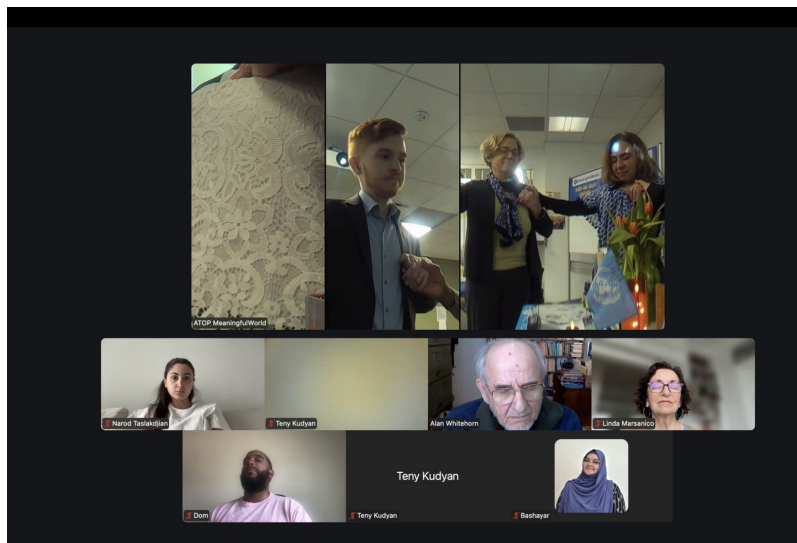 ATOP MeaningfulWorld
Narod Taslakdjian
Teny Kudyan
Alan Whitehorn
Linda Marsanico
Dom
Teny Kudyan
Teny Kudyan
Bashayar